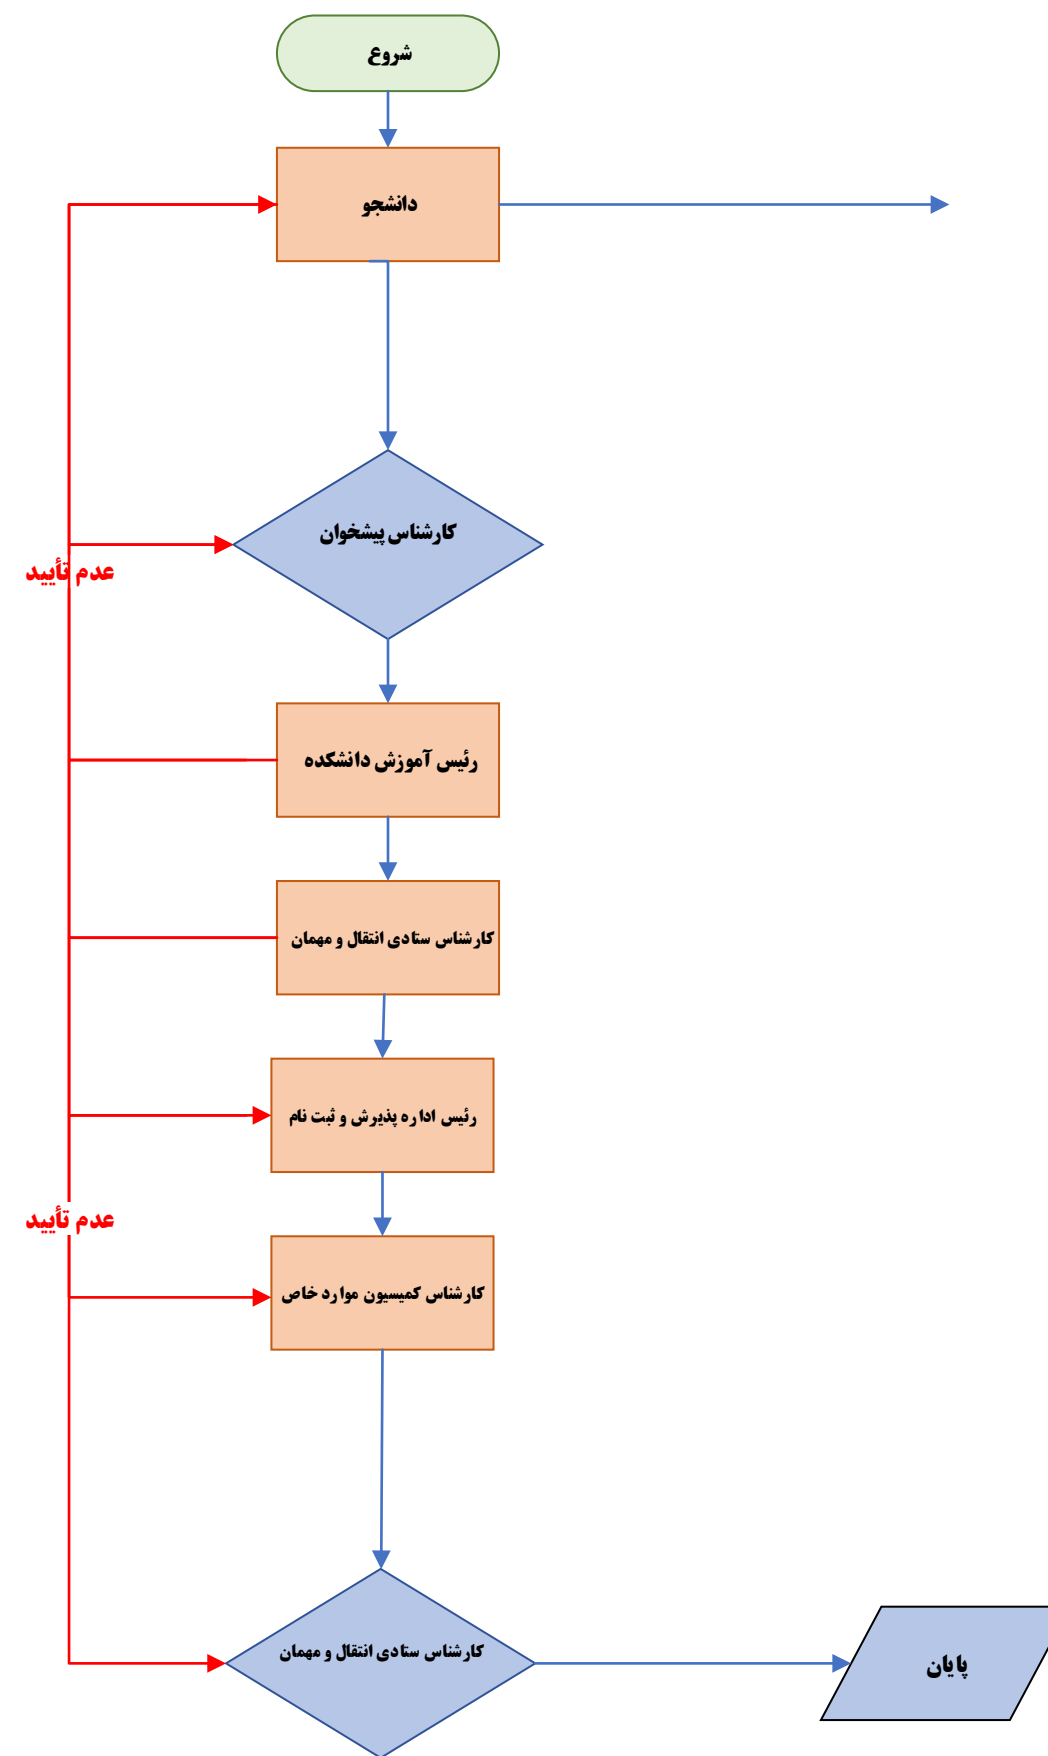 شروع
دانشجو
کارشناس پیشخوان
عدم تأیید
رئیس آموزش دانشکده
کارشناس ستادی انتقال و مهمان
رئیس اداره پذیرش و ثبت نام
عدم تأیید
کارشناس کمیسیون موارد خاص
کارشناس ستادی انتقال و مهمان
پایان